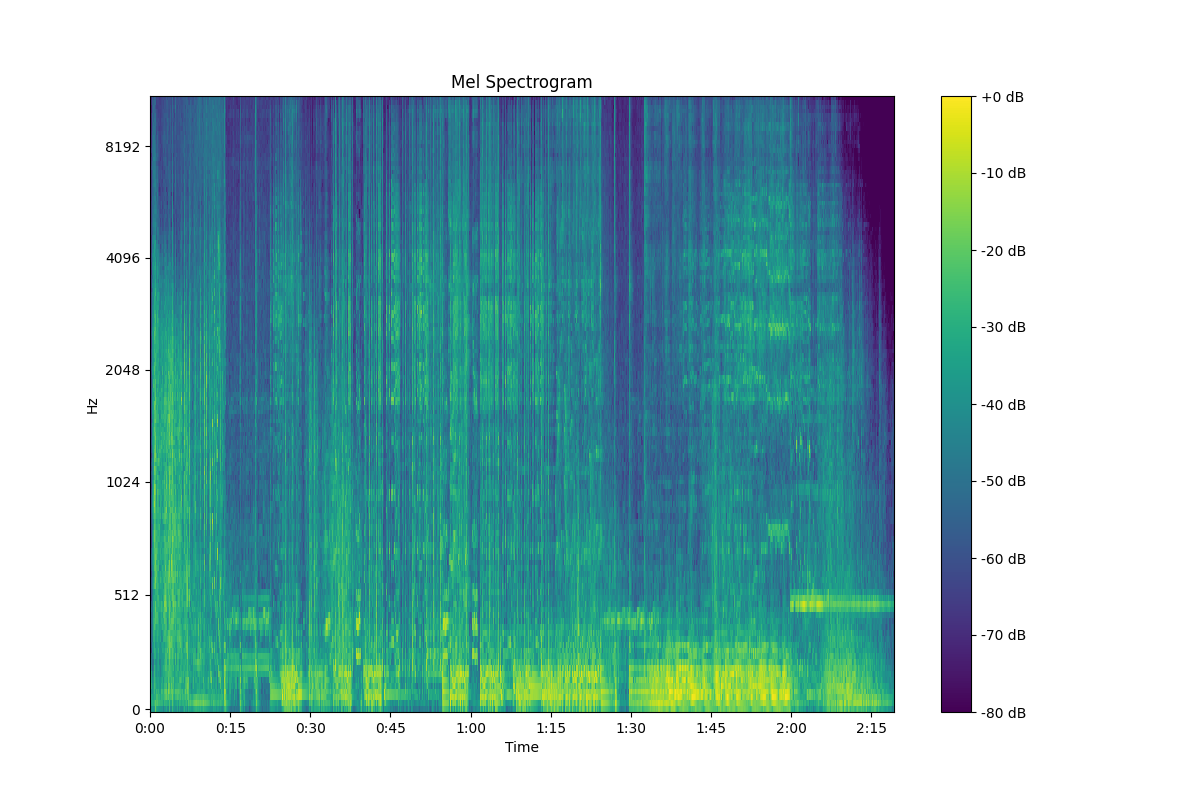 Mel Spectrogram
Hz
8192
4096
2048
1024
512
0
0:00 0:15 0:30 0:45 1:00 1:15 1:30 1:45 2:00 2:15
Time
+0 dB
-10 dB
-20 dB
-30 dB
-40 dB
-50 dB
-60 dB
-70 dB
-80 dB